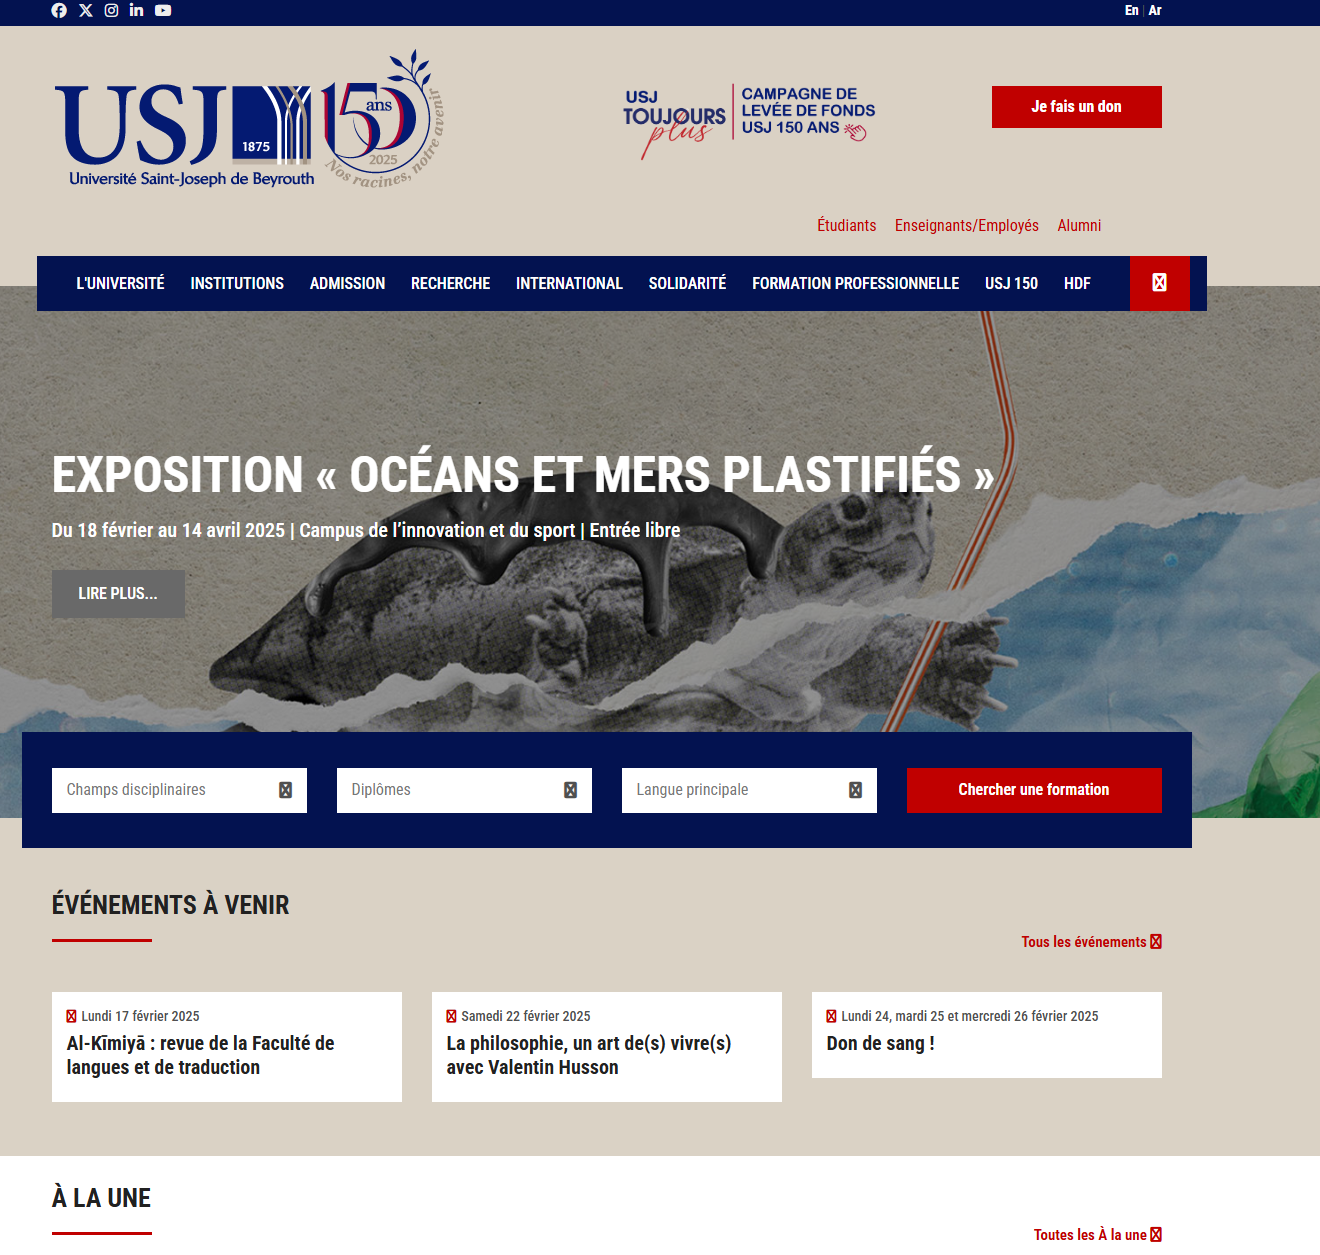 En | Ar
USJ
1875
Université Saint-Joseph de Beyrouth
150 ans
2025
Nos racines, notre avenir
USJ
TOUJOURS
plus
CAMPAGNE DE
LEVÉE DE FONDS
USJ 150 ANS
Je fais un don
Étudiants Enseignants/Employés Alumni
L'UNIVERSITÉ INSTITUTIONS ADMISSION RECHERCHE INTERNATIONAL SOLIDARITÉ FORMATION PROFESSIONNELLE USJ 150 HDF
EXPOSITION « OCÉANS ET MERS PLASTIFIÉS »
Du 18 février au 14 avril 2025 | Campus de l’innovation et du sport | Entrée libre
LIRE PLUS...
Champs disciplinaires Diplômes Langue principale Chercher une formation
ÉVÉNEMENTS À VENIR
Tous les événements
Lundi 17 février 2025
Al-Kīmiyā : revue de la Faculté de
langues et de traduction
Samedi 22 février 2025
La philosophie, un art de(s) vivre(s)
avec Valentin Husson
Lundi 24, mardi 25 et mercredi 26 février 2025
Don de sang !
À LA UNE
Toutes les À la une